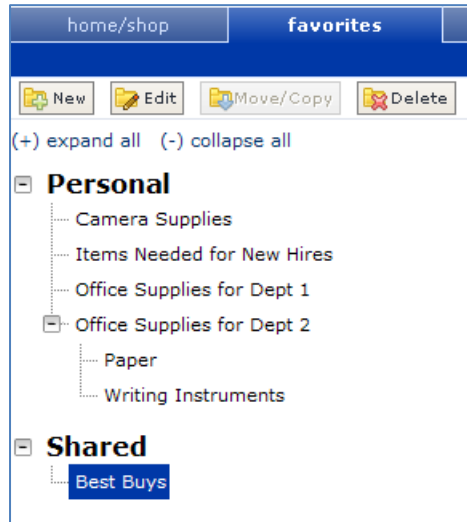 home/shop favorites
New Edit Move/Copy Delete
(+) expand all (-) collapse all
Personal
Camera Supplies
Items Needed for New Hires
Office Supplies for Dept 1
Office Supplies for Dept 2
Paper
Writing Instruments
Shared
Best Buys